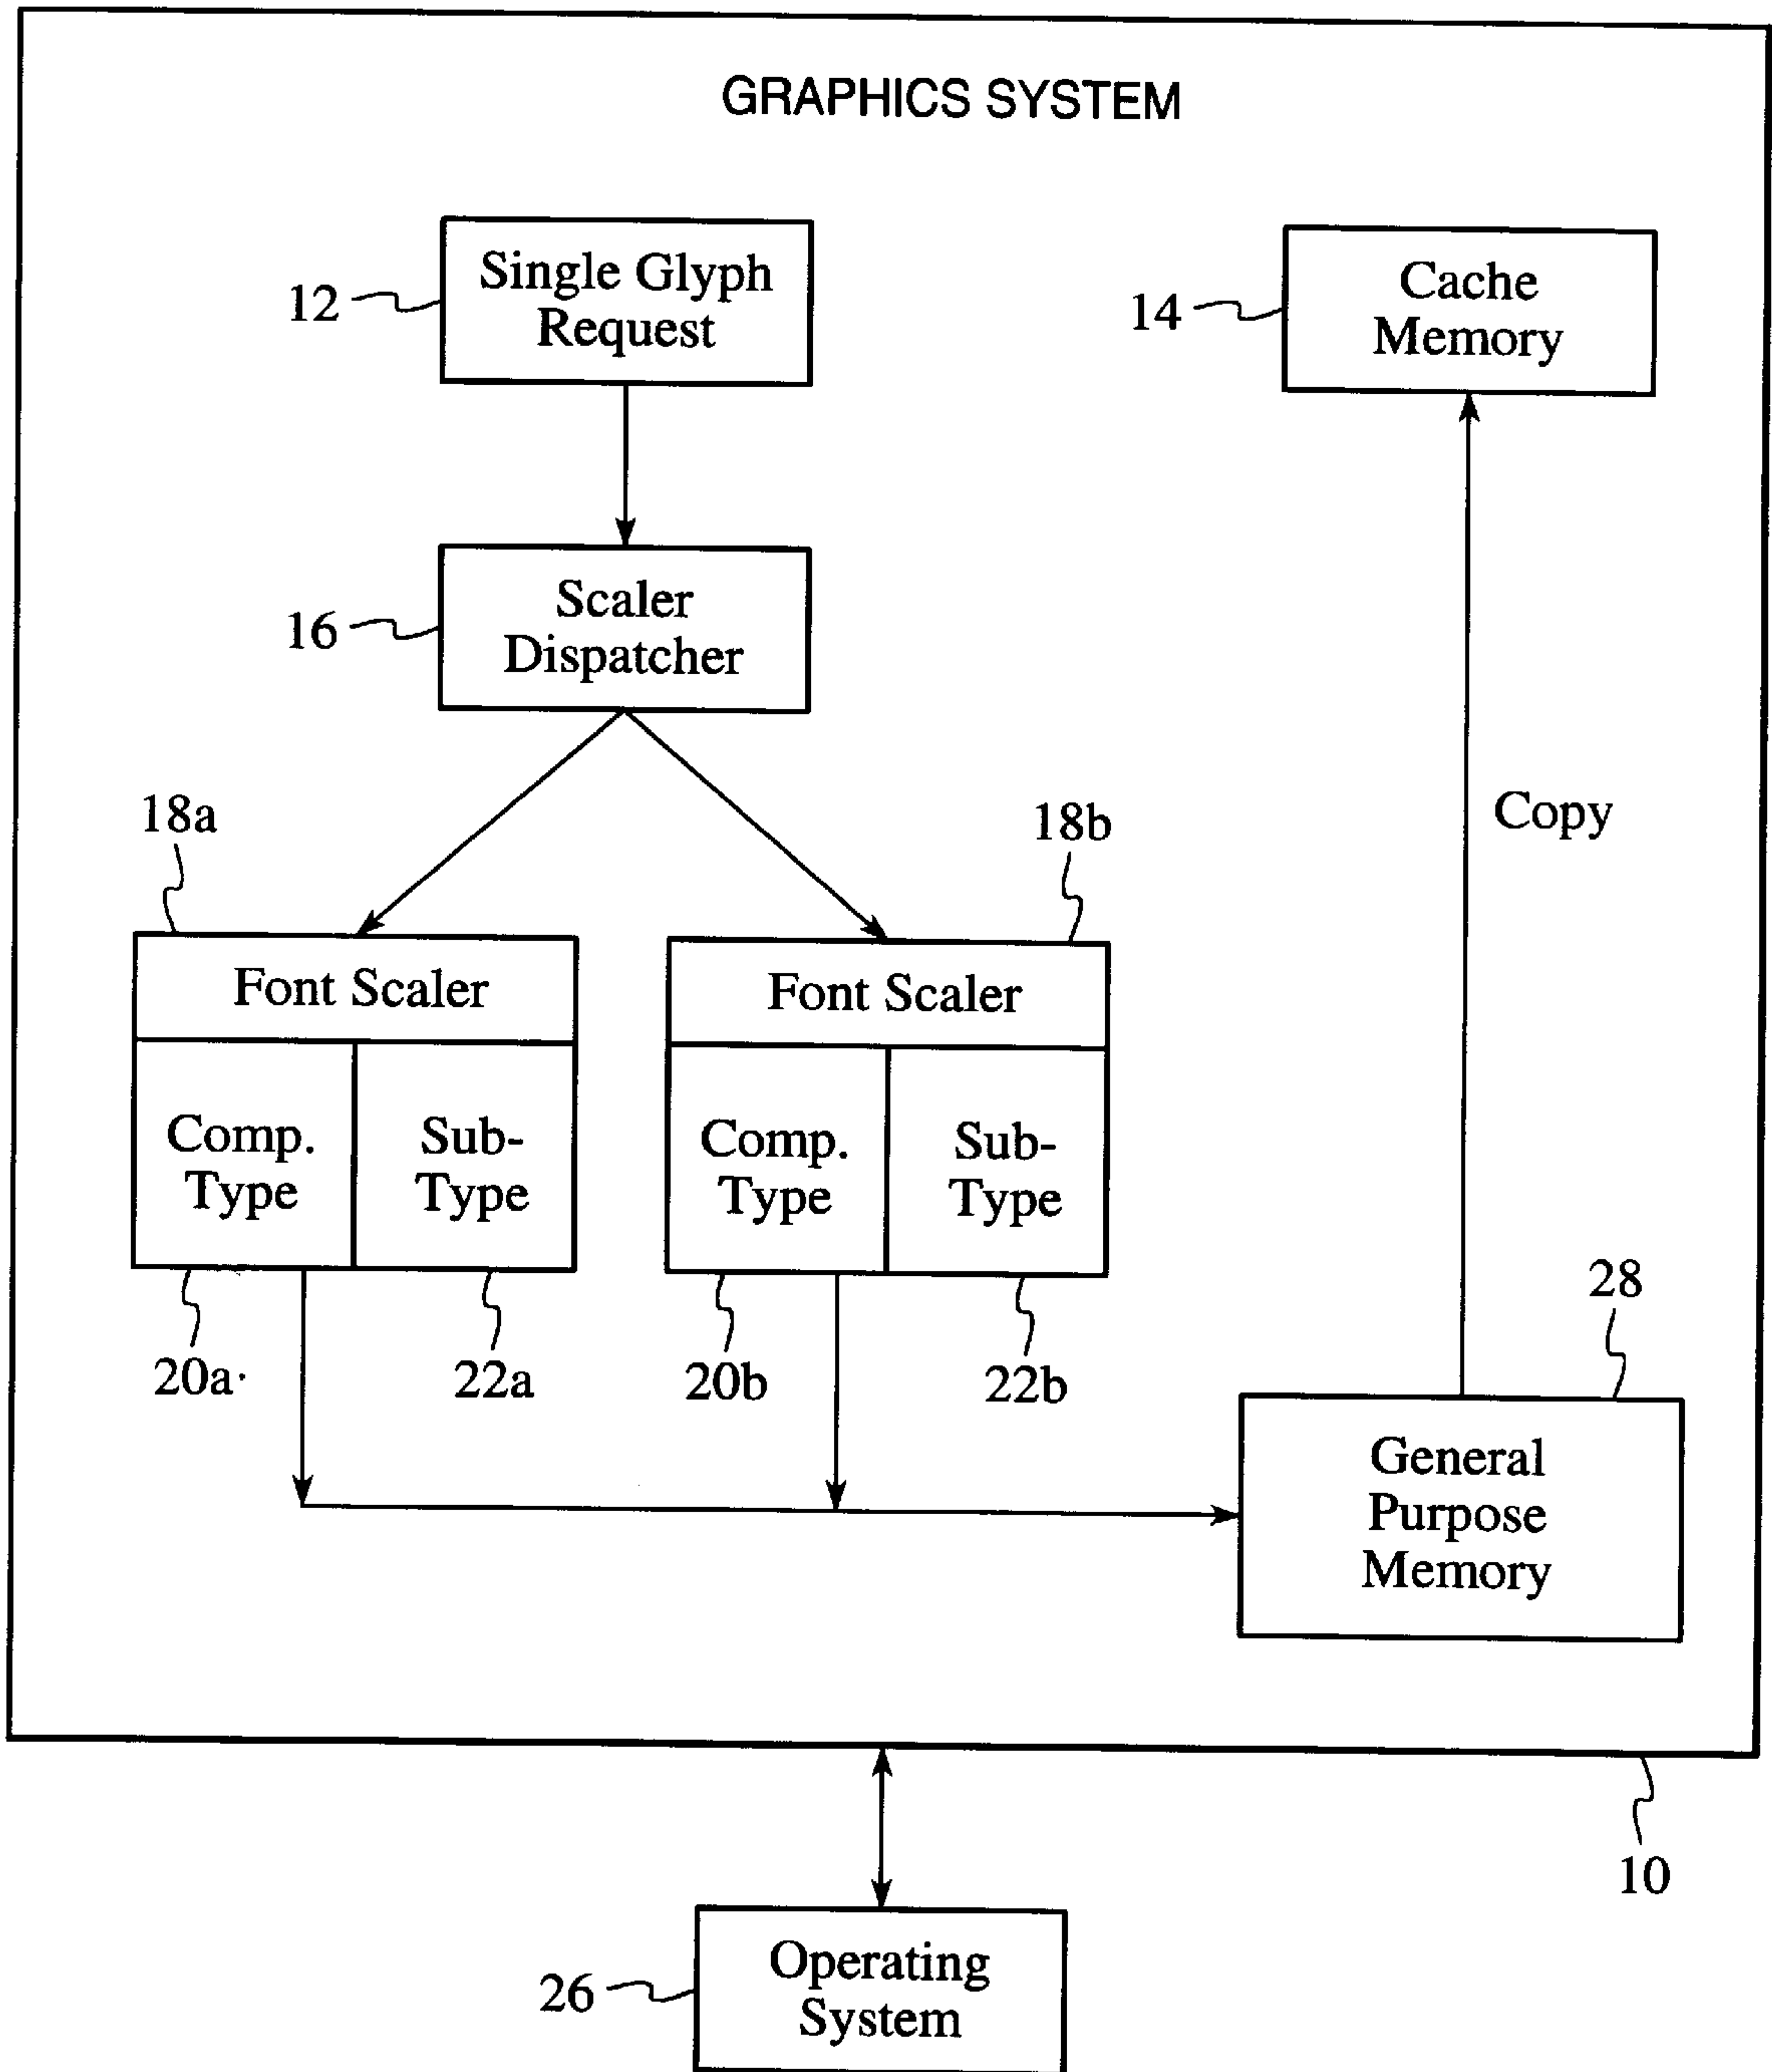 GRAPHICS SYSTEM
Single Glyph
Request
12
Cache
Memory
14
Scaler
Dispatcher
16
18a
18b
Copy
Font Scaler
Font Scaler
Comp.
Type
Sub-
Type
Comp.
Type
Sub-
Type
28
20a
22a
20b
22b
General
Purpose
Memory
10
Operating
System
26